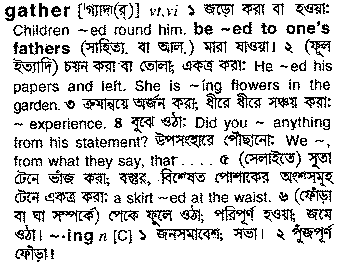 gather ['গ্যাদা(র্)] vt,vi ১ জড়ো করা বা হওয়া:
Children ~ed round him. be ~ed to one's
fathers (সাহিত্য. বা আল.) মারা যাওয়া। ২ (ফুল
ইত্যাদি) চয়ন করা বা তোলা; একত্র করা: He ~ed his
papers and left. She is ~ing flowers in the
garden. ৩ ক্রমান্বয়ে অর্জন করা; ধীরে ধীরে সঞ্চয় করা:
~ experience. ৪ বুঝে ওঠা: Did you ~ anything
from his statement? উপসংহারে পৌঁছানো: We ~,
from what they say, that .... ৫ (সেলাইতে) সুতা
টেনে ভাঁজ করা; বস্তুর, বিশেষত পোশাকের অংশসমূহ
টেনে একত্র করা: a skirt ~ed at the waist. ৬ (ফোঁড়া
বা ঘা সম্পর্কে) পেকে ফুলে ওঠা; পরিপূর্ণ হওয়া; জমে
ওঠা। ~·ing n [C] ১ জনসমাবেশ; সভা। ২ পুঁজপূর্ণ
ফোঁড়া।